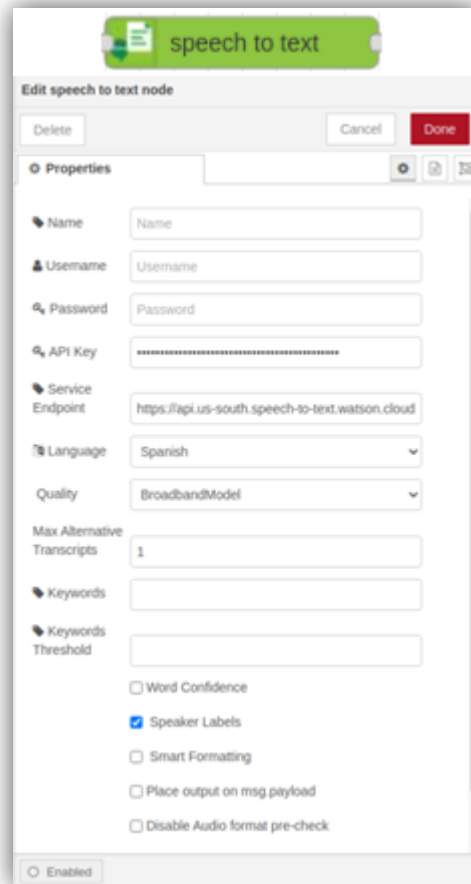 speech to text
Edit speech to text node
Delete
Cancel
Done
Properties
Name
Name
Username
Username
Password
Password
API Key
••••••••••••••••••••••••••••••••••••••••••••
Service
Endpoint
https://api.us-south.speech-to-text.watson.cloud
Language
Spanish
Quality
BroadbandModel
Max Alternative
Transcripts
1
Keywords
Keywords
Threshold
Word Confidence
Speaker Labels
Smart Formatting
Place output on msg.payload
Disable Audio format pre-check
Enabled